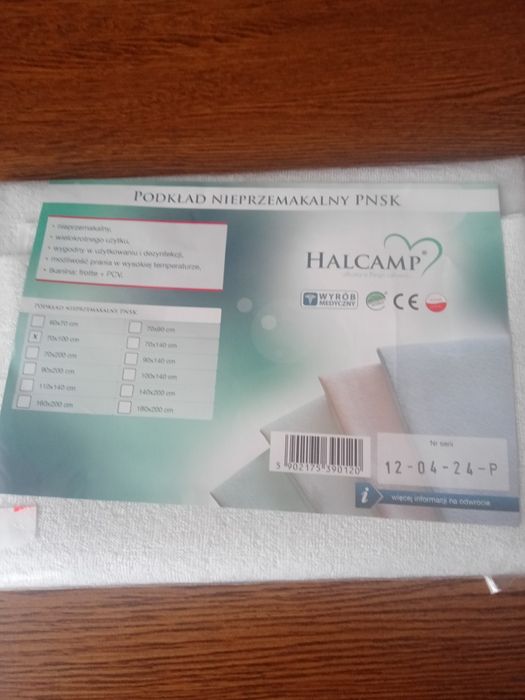 PODKŁAD NIEPRZEMAKALNY PNSK
• nieprzemakalny,
• wielokrotnego użytku,
• wygodny w użytkowaniu i dezynfekcji,
• możliwość prania w wysokiej temperaturze,
• tkanina: frotte + PCV.
HALCAMP®
WYRÓB
MEDYCZNY
CE
PODKŁAD NIEPRZEMAKALNY PNSK
60x70 cm
70x90 cm
x 70x100 cm
70x140 cm
70x200 cm
90x140 cm
90x200 cm
100x140 cm
110x140 cm
140x200 cm
160x200 cm
180x200 cm
5 902175 390120
Nr serii
12-04-24-P
i więcej informacji na odwrocie